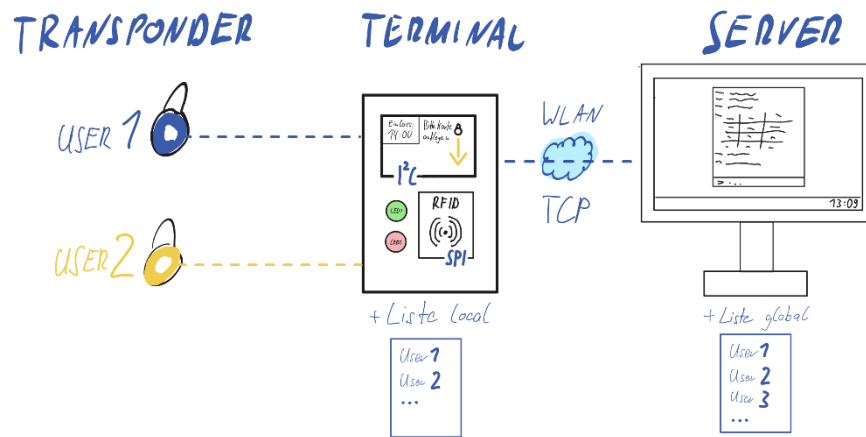 TRANSPONDER
TERMINAL
SERVER
USER 1
USER 2
Einlass:
14:00
Bitte Karte
auflegen
I²C
LED1
LED2
RFID
SPI
WLAN
TCP
13:09
+ Liste local
User 1
User 2
...
+ Liste global
User 1
User 2
User 3
...